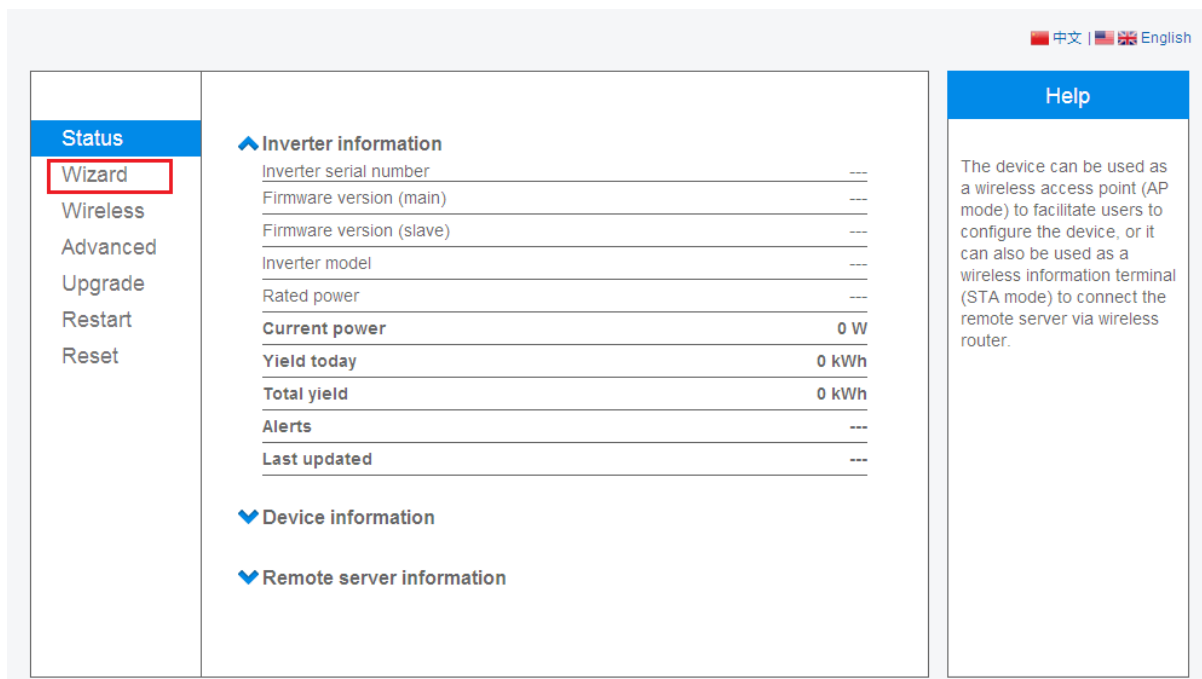 中文 | English
Status
Wizard
Wireless
Advanced
Upgrade
Restart
Reset
Inverter information
Inverter serial number ---
Firmware version (main) ---
Firmware version (slave) ---
Inverter model ---
Rated power ---
Current power 0 W
Yield today 0 kWh
Total yield 0 kWh
Alerts ---
Last updated ---
Device information
Remote server information
Help
The device can be used as
a wireless access point (AP
mode) to facilitate users to
configure the device, or it
can also be used as a
wireless information terminal
(STA mode) to connect the
remote server via wireless
router.